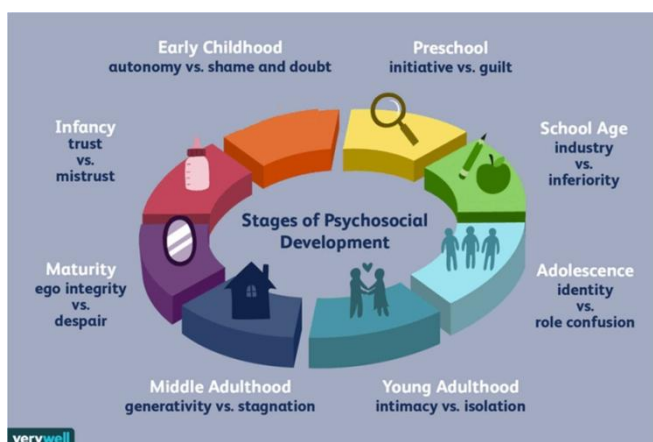 Early Childhood
autonomy vs. shame and doubt
Preschool
initiative vs. guilt
Infancy
trust
vs.
mistrust
School Age
industry
vs.
inferiority
Stages of Psychosocial
Development
Maturity
ego integrity
vs.
despair
Adolescence
identity
vs.
role confusion
Middle Adulthood
generativity vs. stagnation
Young Adulthood
intimacy vs. isolation
verywell